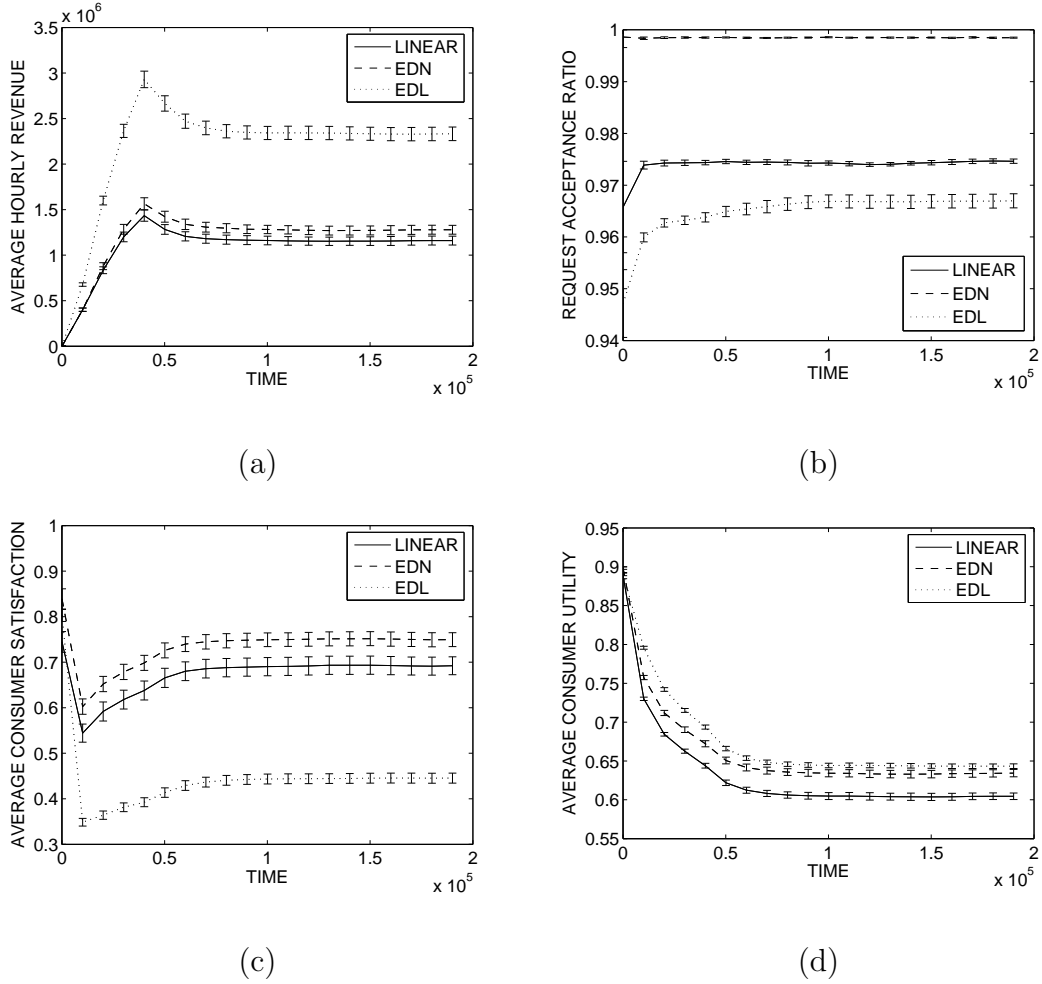 x 10^6
3.5
3
2.5
2
1.5
1
0.5
0
AVERAGE HOURLY REVENUE
LINEAR
EDN
EDL
0 0.5 1 1.5 2
TIME
x 10^5
(a)
1
0.99
0.98
0.97
0.96
0.95
0.94
REQUEST ACCEPTANCE RATIO
LINEAR
EDN
EDL
0 0.5 1 1.5 2
TIME
x 10^5
(b)
1
0.9
0.8
0.7
0.6
0.5
0.4
0.3
AVERAGE CONSUMER SATISFACTION
LINEAR
EDN
EDL
0 0.5 1 1.5 2
TIME
x 10^5
(c)
0.95
0.9
0.85
0.8
0.75
0.7
0.65
0.6
0.55
AVERAGE CONSUMER UTILITY
LINEAR
EDN
EDL
0 0.5 1 1.5 2
TIME
x 10^5
(d)